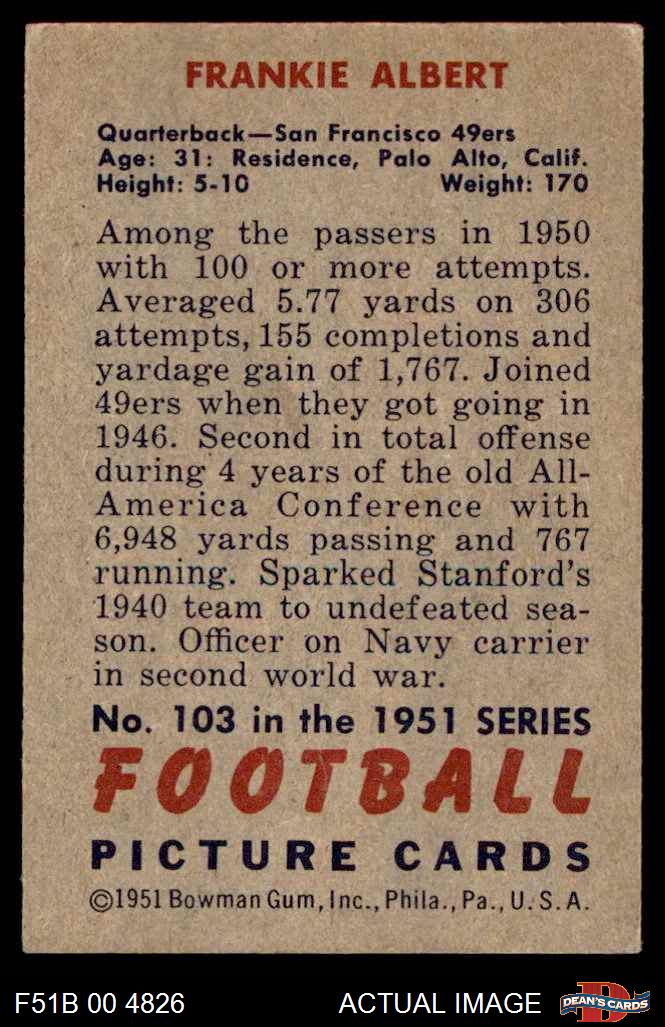 FRANKIE ALBERT
Quarterback—San Francisco 49ers
Age: 31: Residence, Palo Alto, Calif.
Height: 5-10 Weight: 170
Among the passers in 1950
with 100 or more attempts.
Averaged 5.77 yards on 306
attempts, 155 completions and
yardage gain of 1,767. Joined
49ers when they got going in
1946. Second in total offense
during 4 years of the old All-
America Conference with
6,948 yards passing and 767
running. Sparked Stanford's
1940 team to undefeated sea-
son. Officer on Navy carrier
in second world war.
No. 103 in the 1951 SERIES
FOOTBALL
PICTURE CARDS
©1951 Bowman Gum, Inc., Phila., Pa., U.S.A.
F51B 00 4826 ACTUAL IMAGE
D
DEAN'S CARDS